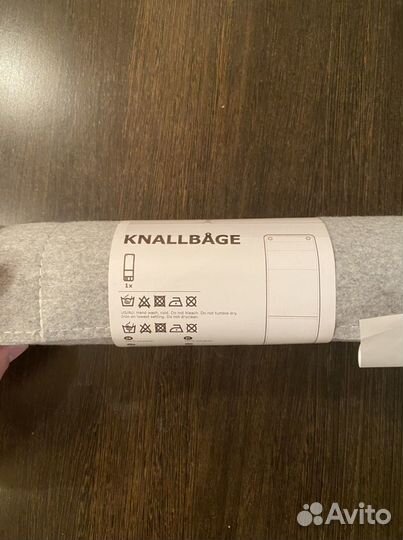 KNALLBÅGE
1x
US/AU: Hand wash, cold. Do not bleach. Do not tumble dry.
Iron on lowest setting. Do not dryclean.
Avito